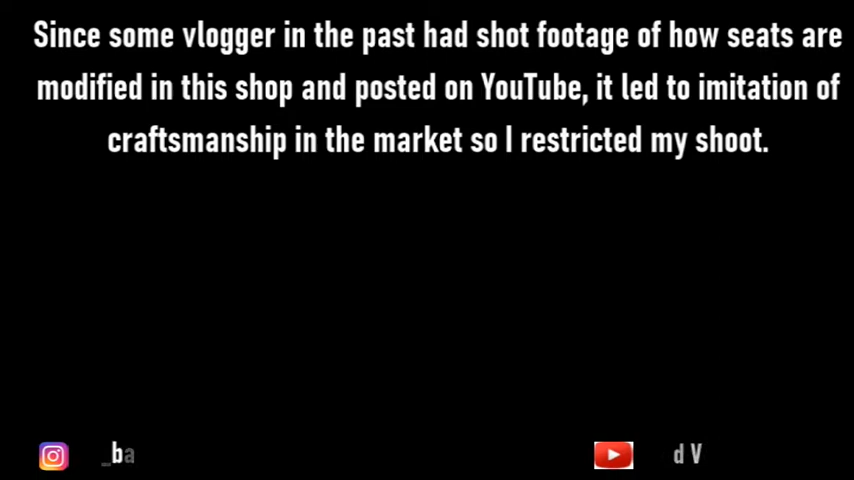 Since some vlogger in the past had shot footage of how seats are
modified in this shop and posted on YouTube, it led to imitation of
craftsmanship in the market so I restricted my shoot.
_ba
d V